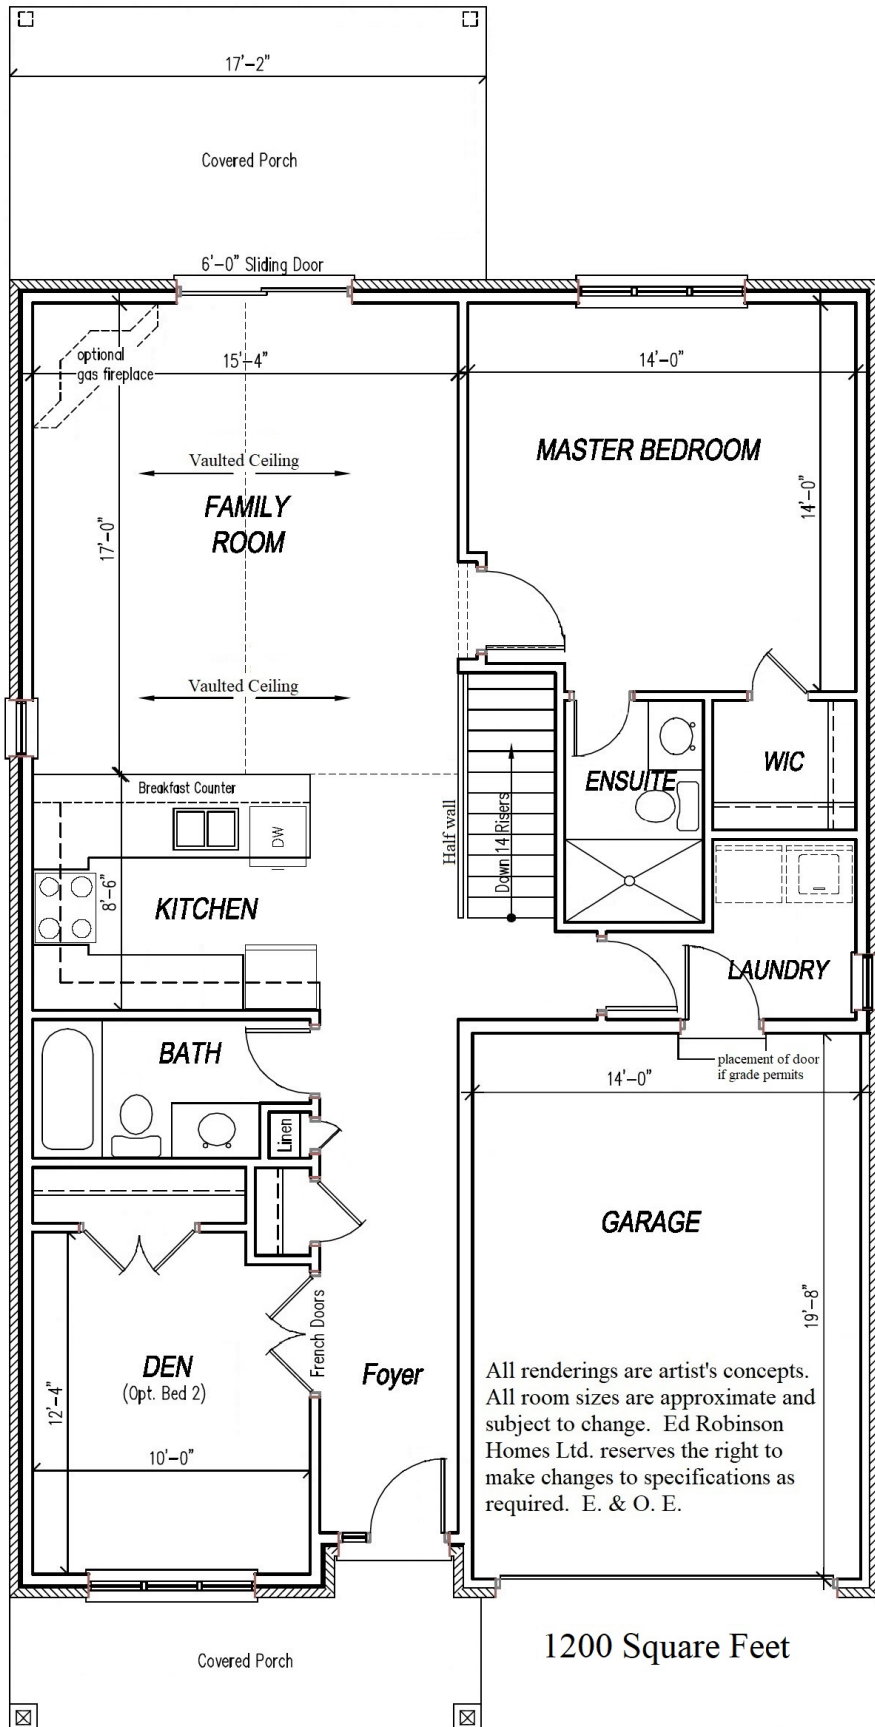 17'-2"
Covered Porch
6'-0" Sliding Door
optional
gas fireplace
15'-4"
14'-0"
Vaulted Ceiling
MASTER BEDROOM
FAMILY
ROOM
17'-0"
14'-0"
Vaulted Ceiling
Breakfast Counter
DW
Half wall
Down 14 Risers
ENSUITE
WIC
8'-6"
KITCHEN
LAUNDRY
BATH
placement of door
if grade permits
14'-0"
Linen
GARAGE
19'-8"
French Doors
DEN
(Opt. Bed 2)
12'-4"
10'-0"
Foyer
All renderings are artist's concepts.
All room sizes are approximate and
subject to change.  Ed Robinson
Homes Ltd. reserves the right to
make changes to specifications as
required.  E. & O. E.
1200 Square Feet
Covered Porch